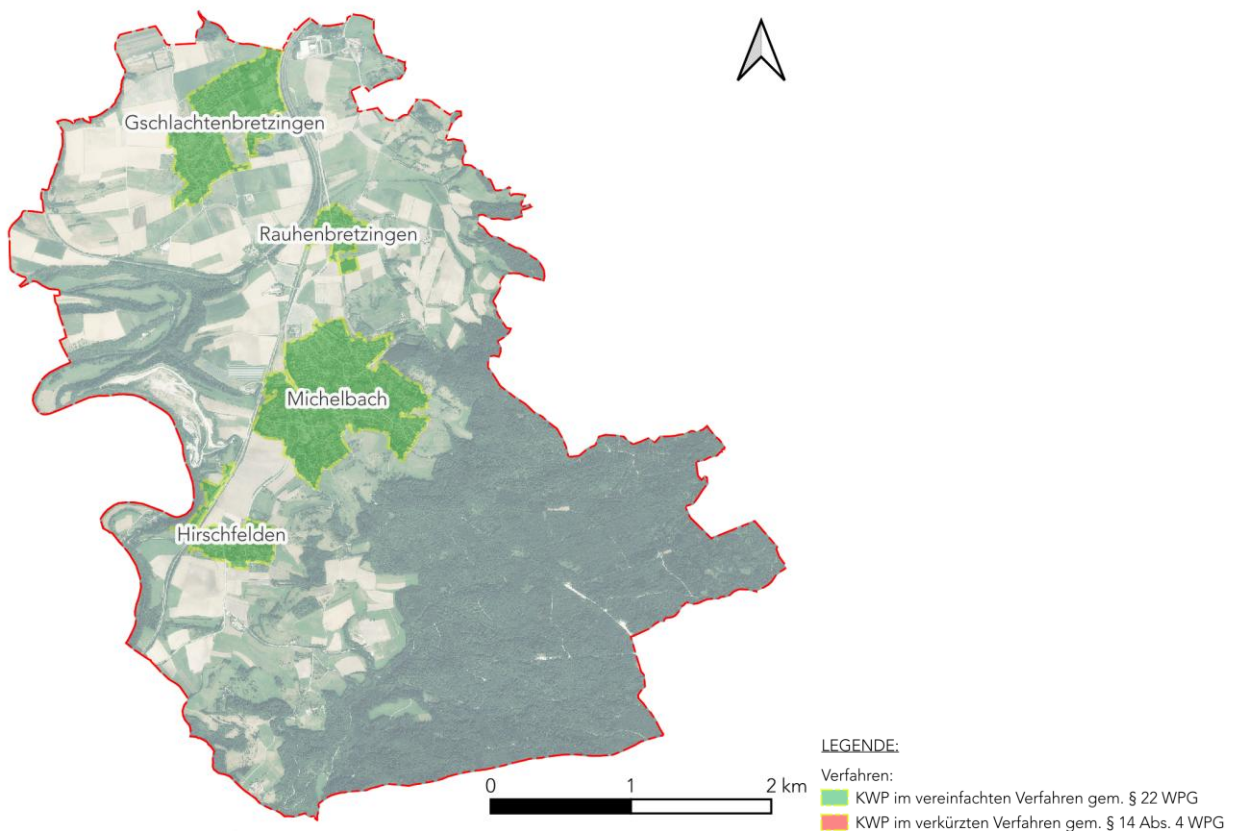 Gschlachtenbretzingen
Rauhenbretzingen
Michelbach
Hirschfelden
0 1 2 km
LEGENDE:
Verfahren:
KWP im vereinfachten Verfahren gem. § 22 WPG
KWP im verkürzten Verfahren gem. § 14 Abs. 4 WPG